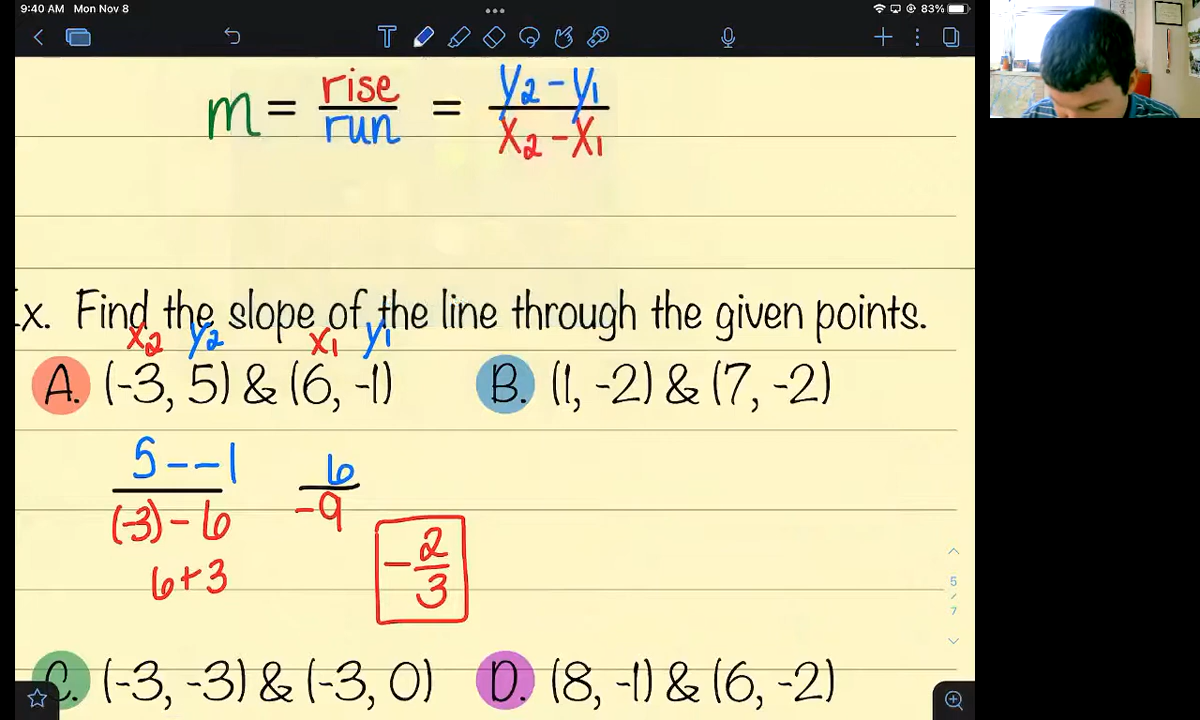 9:40 AM Mon Nov 8
83%
m = rise/run = y2 - y1 / x2 - x1
x. Find the slope of the line through the given points.
x2 y2 x1 y1
A. (-3, 5) & (6, -1) B. (1, -2) & (7, -2)
5 - -1 / (-3) - 6
6 / -9
6 + 3
- 2/3
5 / 7
C. (-3, -3) & (-3, 0) D. (8, -1) & (6, -2)